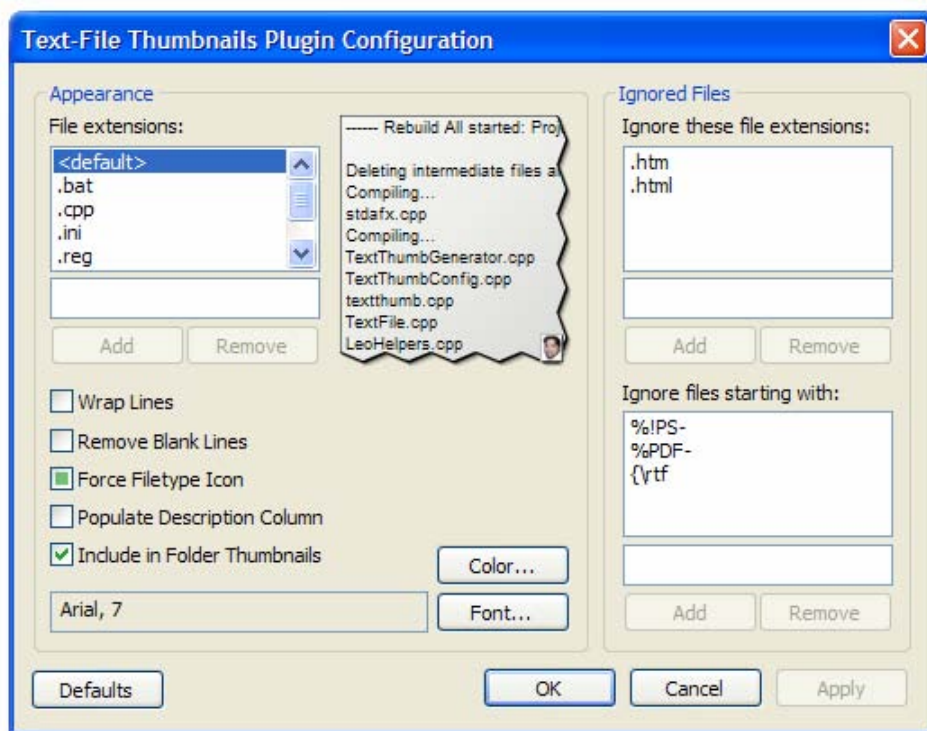 Text-File Thumbnails Plugin Configuration
Appearance
File extensions:
<default>
.bat
.cpp
.ini
.reg
Add
Remove
------ Rebuild All started: Proj
Deleting intermediate files a
Compiling...
stdafx.cpp
Compiling...
TextThumbGenerator.cpp
TextThumbConfig.cpp
textthumb.cpp
TextFile.cpp
LeoHelpers.cpp
Wrap Lines
Remove Blank Lines
Force Filetype Icon
Populate Description Column
Include in Folder Thumbnails
Color...
Arial, 7
Font...
Ignored Files
Ignore these file extensions:
.htm
.html
Add
Remove
Ignore files starting with:
%!PS-
%PDF-
{\rtf
Add
Remove
Defaults
OK
Cancel
Apply